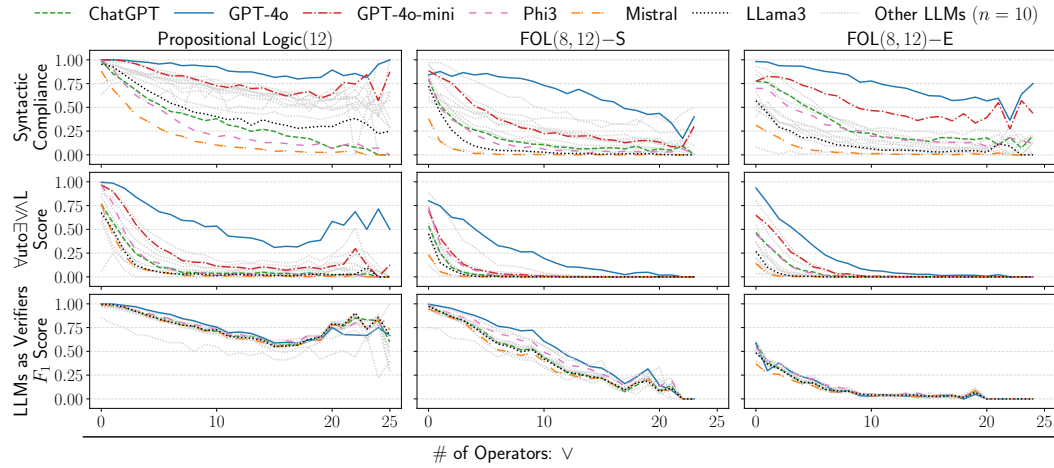 ChatGPT GPT-4o GPT-4o-mini Phi3 Mistral LLama3 Other LLMs (n = 10)
Propositional Logic(12) FOL(8, 12)−S FOL(8, 12)−E
Syntactic
Compliance
1.00
0.75
0.50
0.25
0.00
∀uto∃∨∧L
Score
1.00
0.75
0.50
0.25
0.00
LLMs as Verifiers
F₁ Score
1.00
0.75
0.50
0.25
0.00
0 10 20 25 0 10 20 25 0 10 20 25
# of Operators: ∨